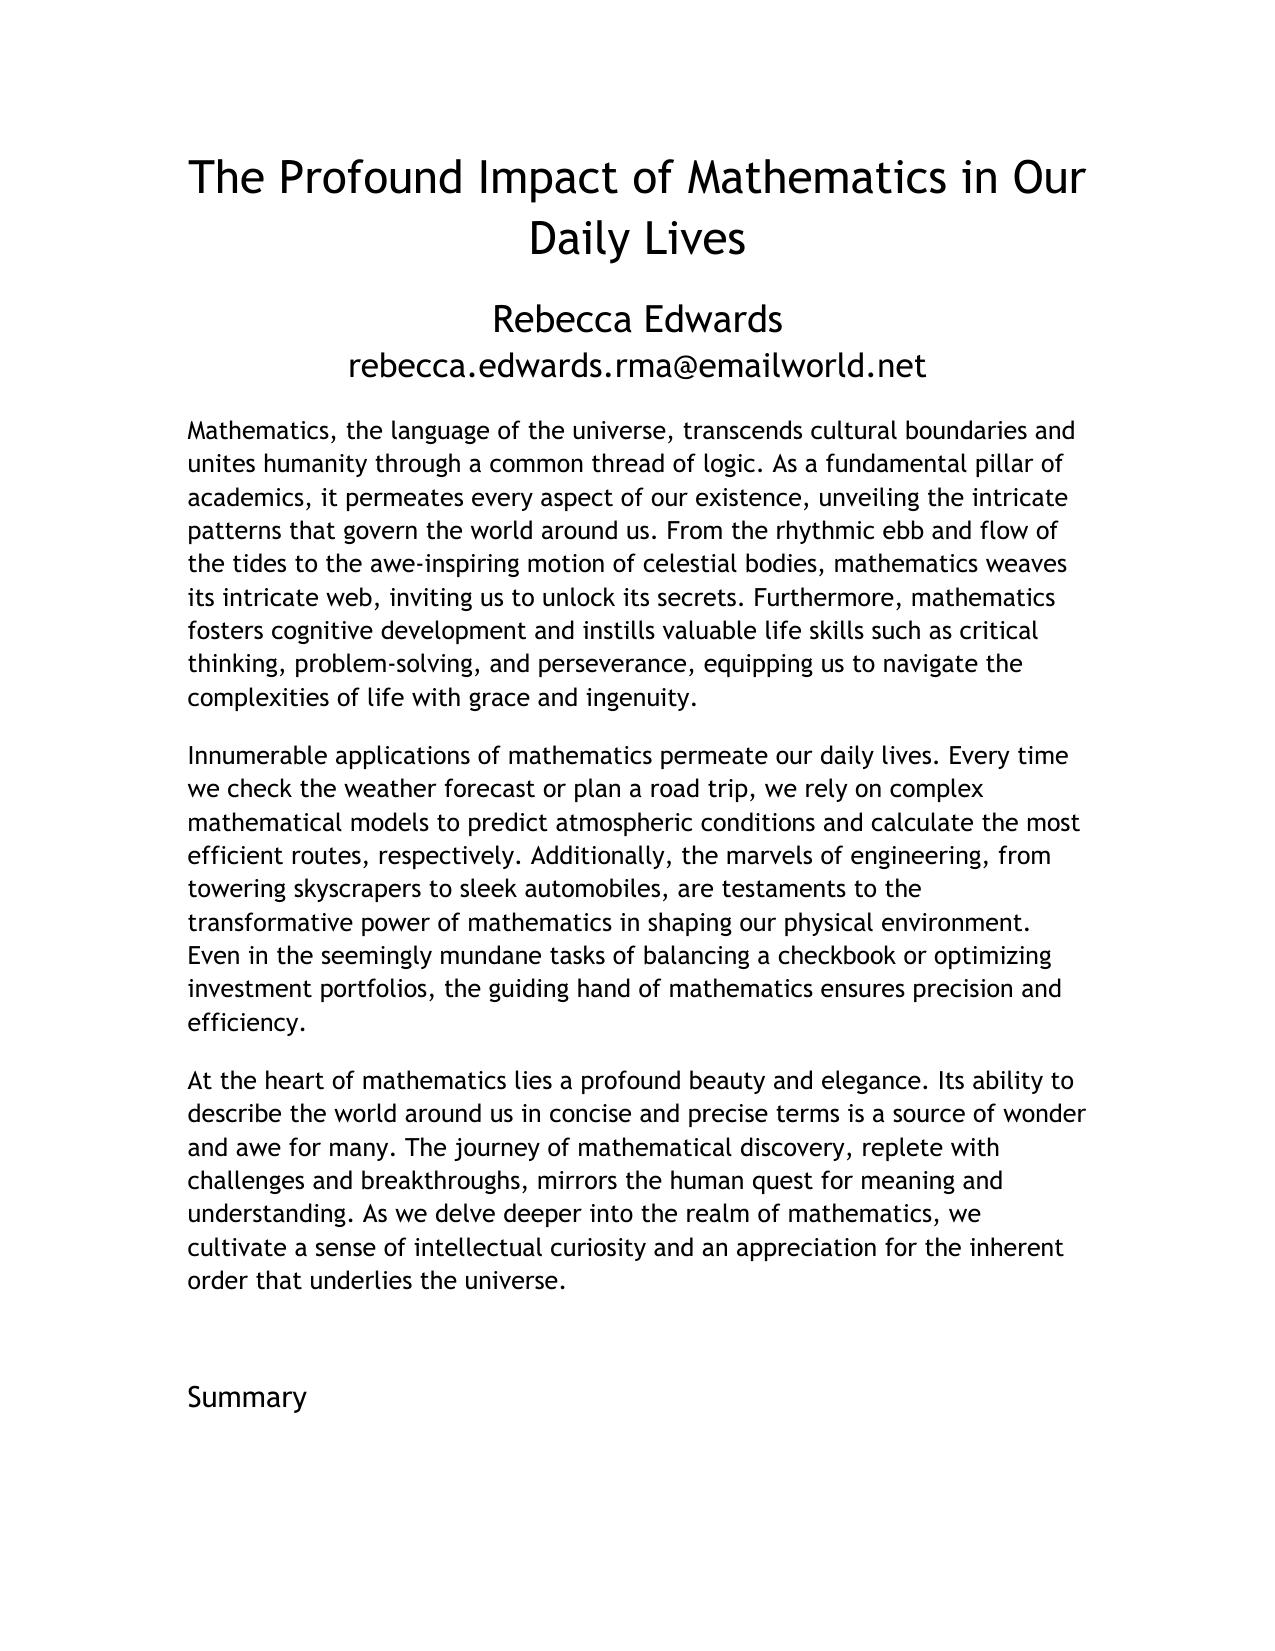 The Profound Impact of Mathematics in Our
Daily Lives
Rebecca Edwards
rebecca.edwards.rma@emailworld.net
Mathematics, the language of the universe, transcends cultural boundaries and
unites humanity through a common thread of logic. As a fundamental pillar of
academics, it permeates every aspect of our existence, unveiling the intricate
patterns that govern the world around us. From the rhythmic ebb and flow of
the tides to the awe-inspiring motion of celestial bodies, mathematics weaves
its intricate web, inviting us to unlock its secrets. Furthermore, mathematics
fosters cognitive development and instills valuable life skills such as critical
thinking, problem-solving, and perseverance, equipping us to navigate the
complexities of life with grace and ingenuity.
Innumerable applications of mathematics permeate our daily lives. Every time
we check the weather forecast or plan a road trip, we rely on complex
mathematical models to predict atmospheric conditions and calculate the most
efficient routes, respectively. Additionally, the marvels of engineering, from
towering skyscrapers to sleek automobiles, are testaments to the
transformative power of mathematics in shaping our physical environment.
Even in the seemingly mundane tasks of balancing a checkbook or optimizing
investment portfolios, the guiding hand of mathematics ensures precision and
efficiency.
At the heart of mathematics lies a profound beauty and elegance. Its ability to
describe the world around us in concise and precise terms is a source of wonder
and awe for many. The journey of mathematical discovery, replete with
challenges and breakthroughs, mirrors the human quest for meaning and
understanding. As we delve deeper into the realm of mathematics, we
cultivate a sense of intellectual curiosity and an appreciation for the inherent
order that underlies the universe.
Summary